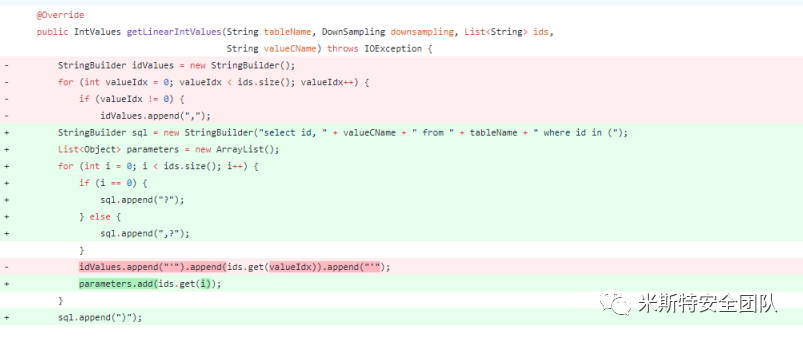 @Override
public IntValues getLinearIntValues(String tableName, DownSampling downsampling, List<String> ids,
String valueCName) throws IOException {
- StringBuilder idValues = new StringBuilder();
- for (int valueIdx = 0; valueIdx < ids.size(); valueIdx++) {
- if (valueIdx != 0) {
- idValues.append(",");
+ StringBuilder sql = new StringBuilder("select id, " + valueCName + " from " + tableName + " where id in (");
+ List<Object> parameters = new ArrayList();
+ for (int i = 0; i < ids.size(); i++) {
+ if (i == 0) {
+ sql.append("?");
+ } else {
+ sql.append(",?");
}
- idValues.append("'").append(ids.get(valueIdx)).append("'");
+ parameters.add(ids.get(i));
}
+ sql.append(")");
米斯特安全团队